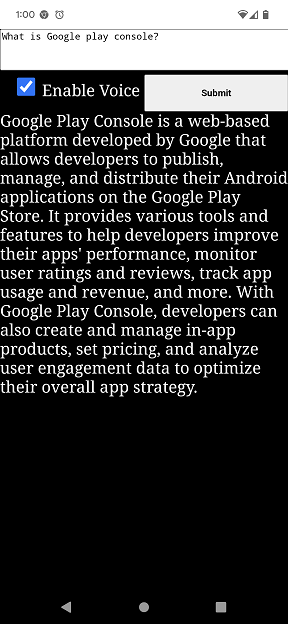 1:00
What is Google play console?
Enable Voice
Submit
Google Play Console is a web-based
platform developed by Google that
allows developers to publish,
manage, and distribute their Android
applications on the Google Play
Store. It provides various tools and
features to help developers improve
their apps' performance, monitor
user ratings and reviews, track app
usage and revenue, and more. With
Google Play Console, developers can
also create and manage in-app
products, set pricing, and analyze
user engagement data to optimize
their overall app strategy.